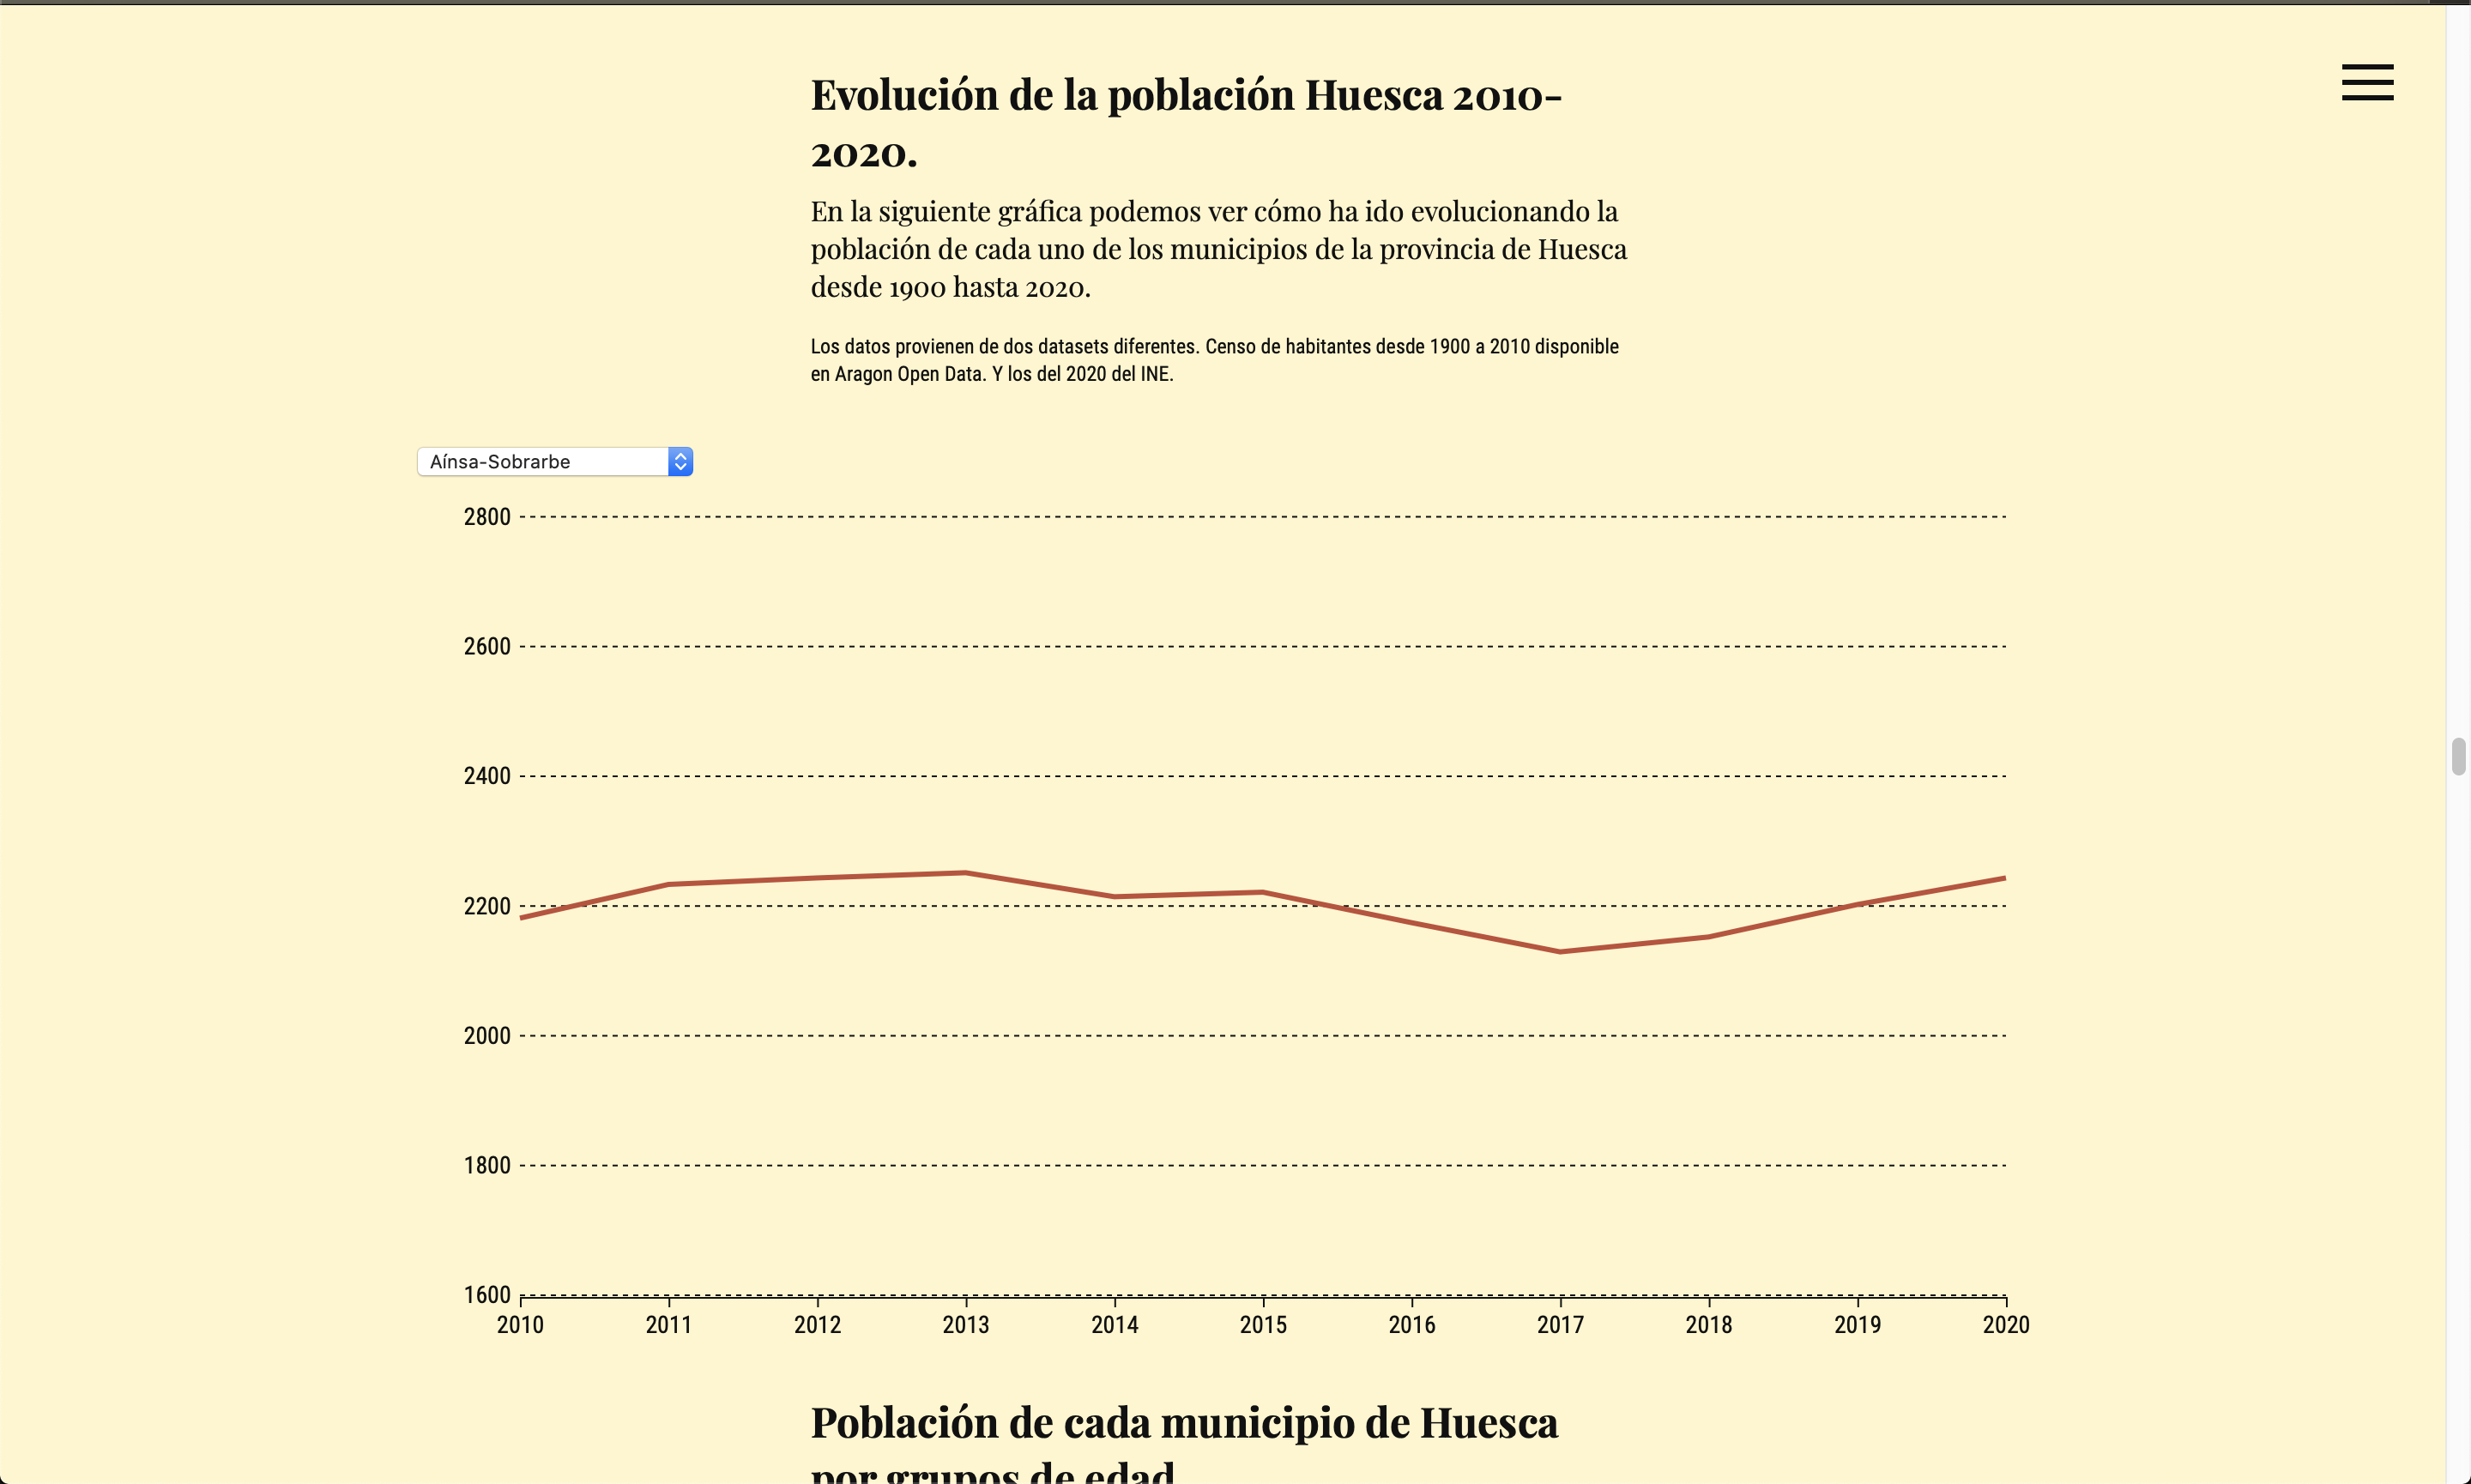 Evolución de la población Huesca 2010-
2020.
En la siguiente gráfica podemos ver cómo ha ido evolucionando la
población de cada uno de los municipios de la provincia de Huesca
desde 1900 hasta 2020.
Los datos provienen de dos datasets diferentes. Censo de habitantes desde 1900 a 2010 disponible
en Aragon Open Data. Y los del 2020 del INE.
Aínsa-Sobrarbe
2800
2600
2400
2200
2000
1800
1600
2010 2011 2012 2013 2014 2015 2016 2017 2018 2019 2020
Población de cada municipio de Huesca
por grupos de edad